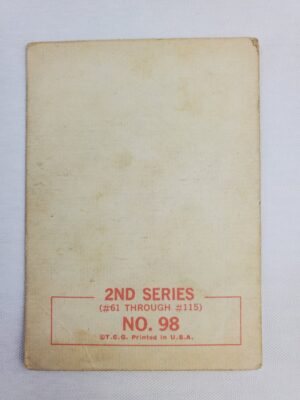 2ND SERIES
(#61 THROUGH #115)
NO. 98
©T.C.G. Printed in U.S.A.